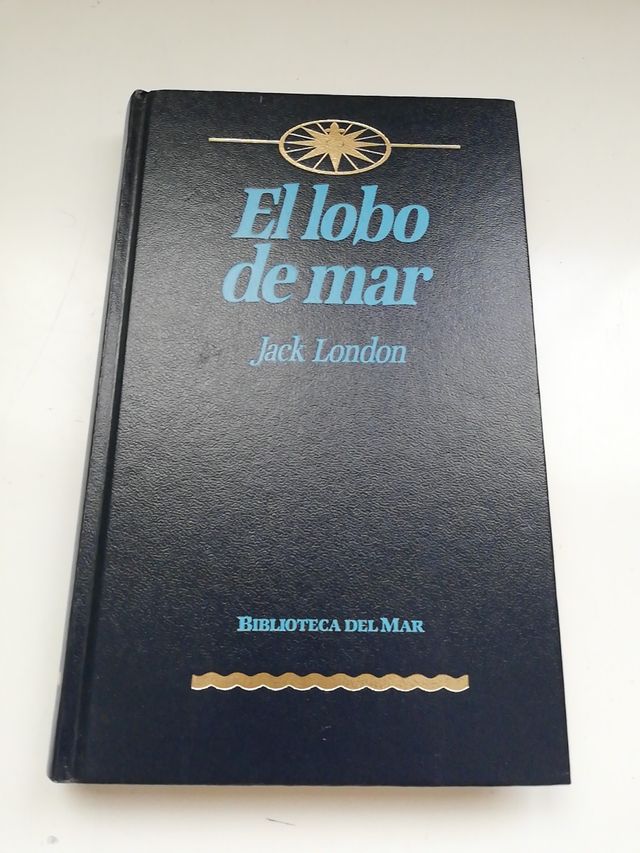 El lobo
de mar
Jack London
BIBLIOTECA DEL MAR